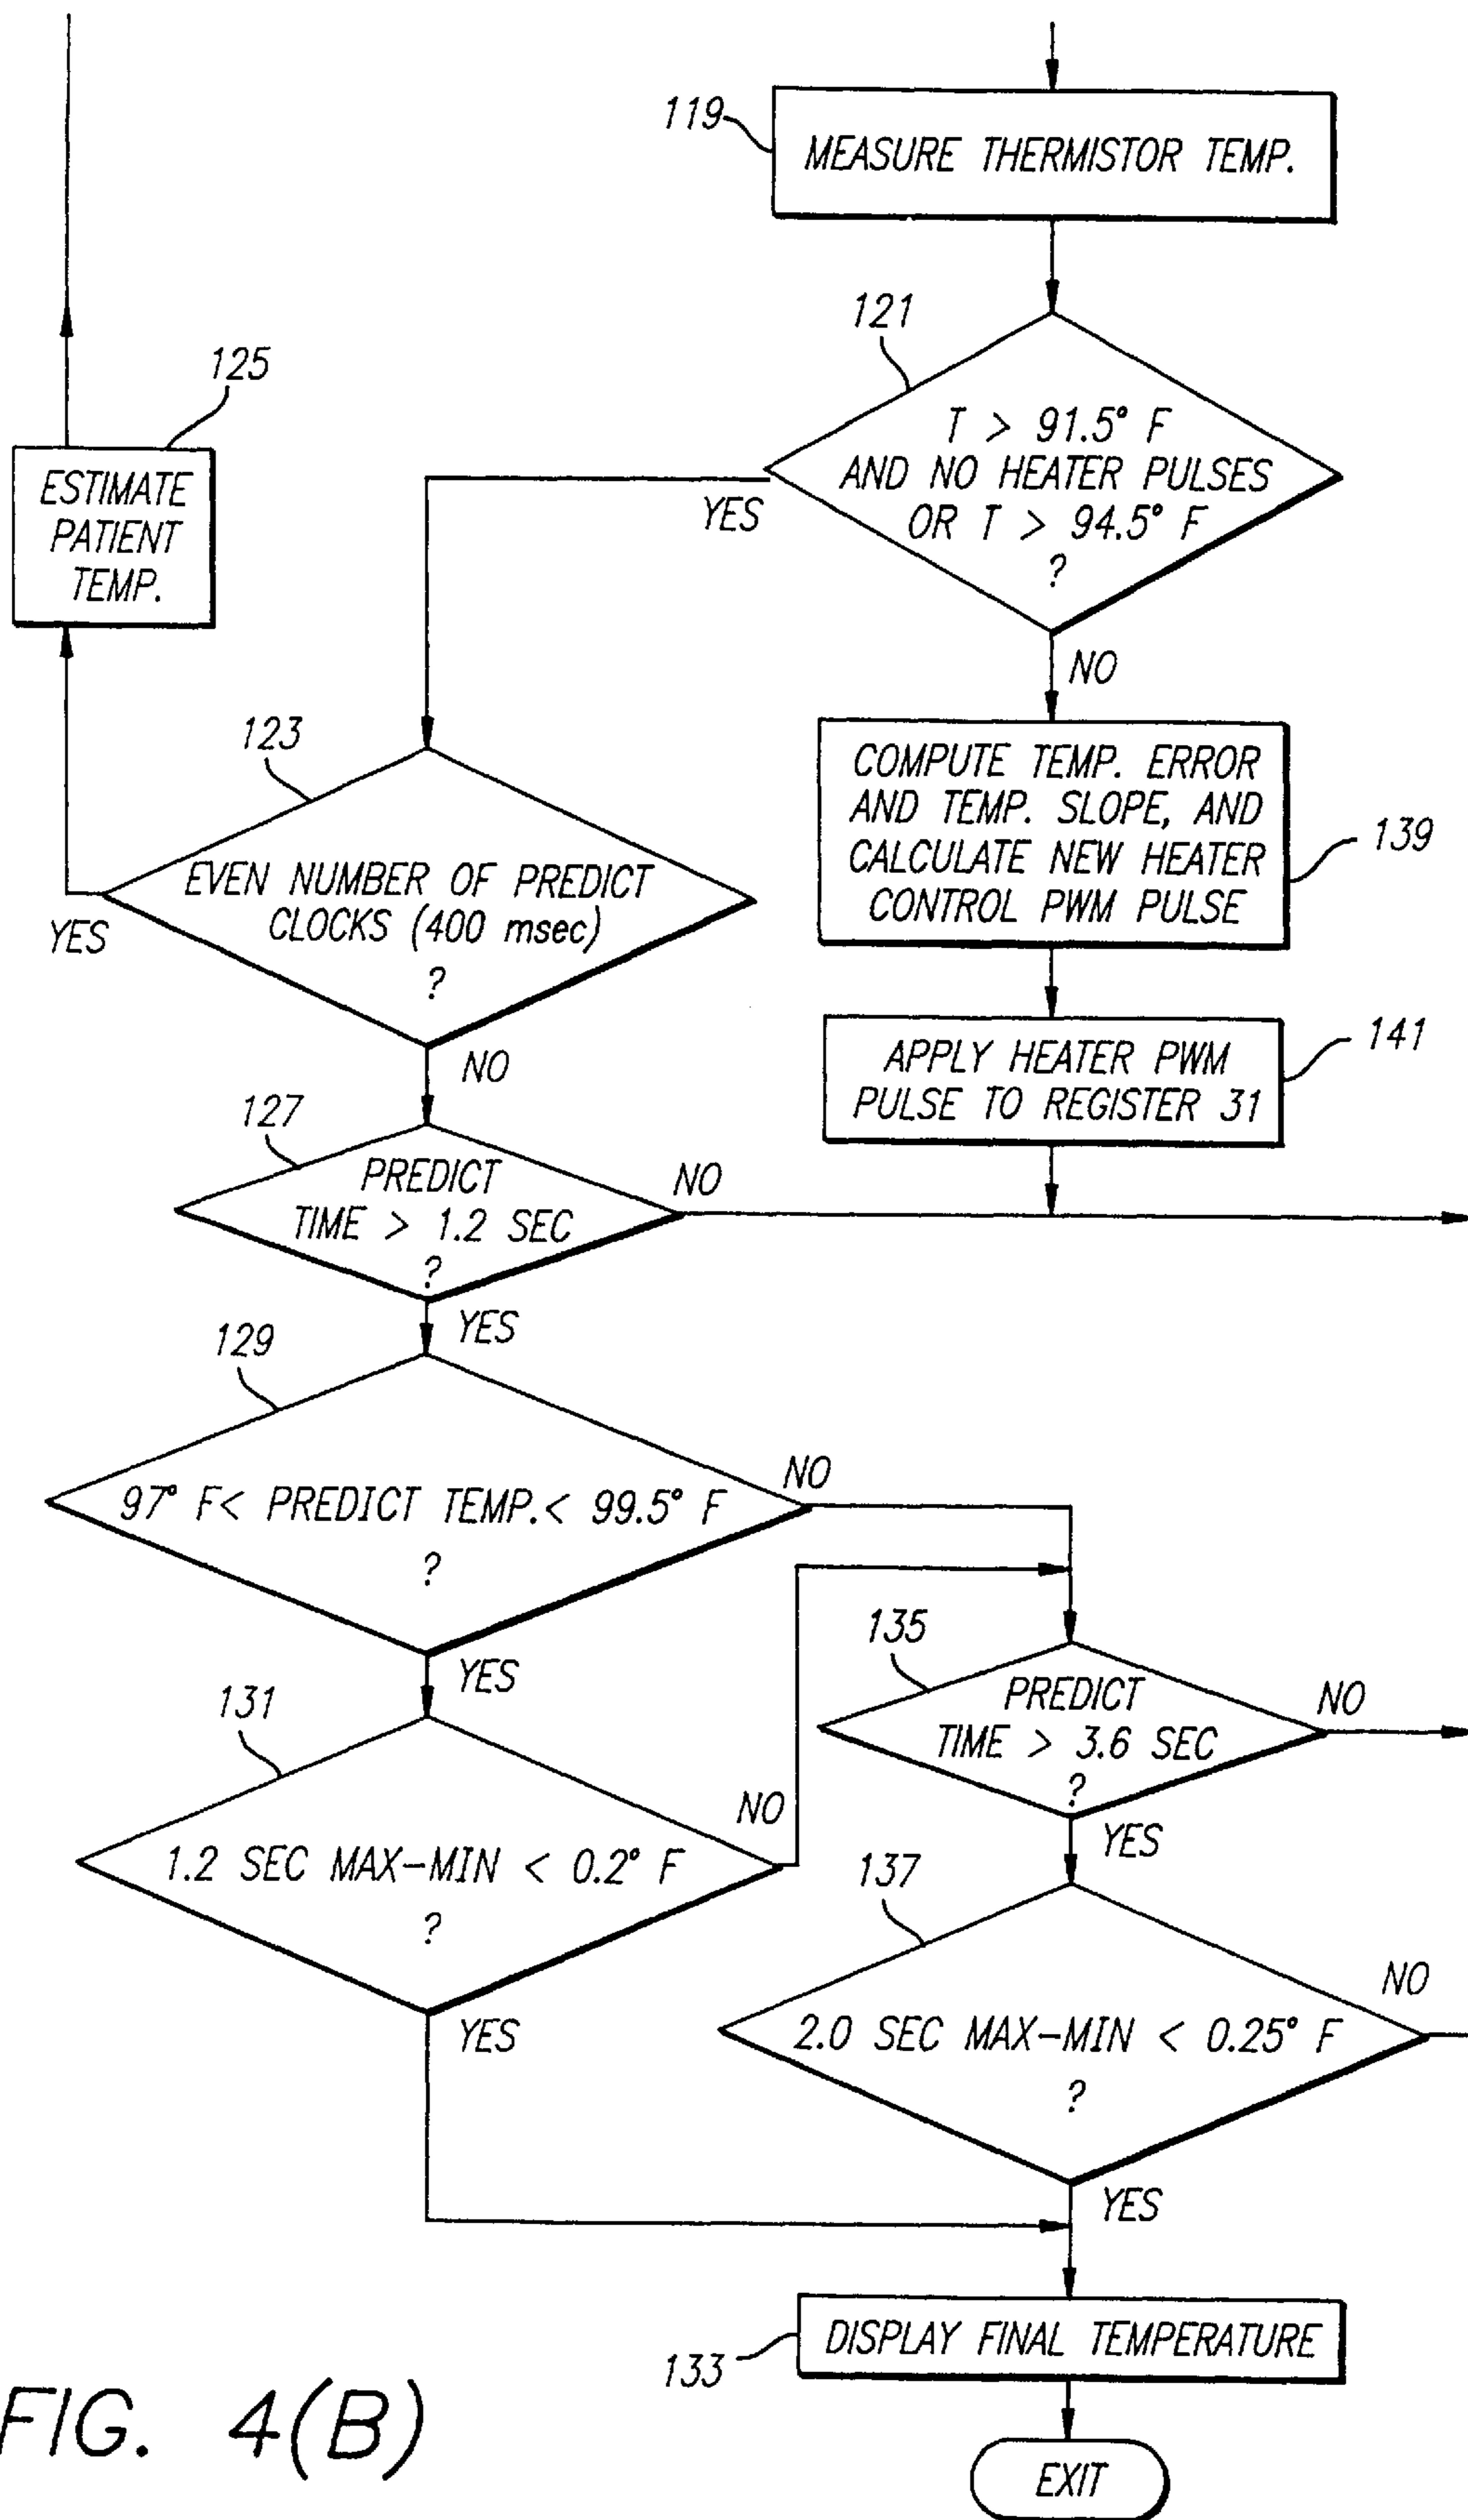 119
MEASURE THERMISTOR TEMP.
121
T > 91.5° F
AND NO HEATER PULSES
OR T > 94.5° F
?
YES
NO
125
ESTIMATE
PATIENT
TEMP.
123
EVEN NUMBER OF PREDICT
CLOCKS (400 msec)
?
YES
NO
COMPUTE TEMP. ERROR
AND TEMP. SLOPE, AND
CALCULATE NEW HEATER
CONTROL PWM PULSE
139
APPLY HEATER PWM
PULSE TO REGISTER 31
141
127
PREDICT
TIME > 1.2 SEC
?
NO
YES
129
97° F< PREDICT TEMP.< 99.5° F
?
NO
YES
131
1.2 SEC MAX-MIN < 0.2° F
?
NO
YES
135
PREDICT
TIME > 3.6 SEC
?
NO
YES
137
2.0 SEC MAX-MIN < 0.25° F
?
NO
YES
133
DISPLAY FINAL TEMPERATURE
EXIT
FIG. 4(B)